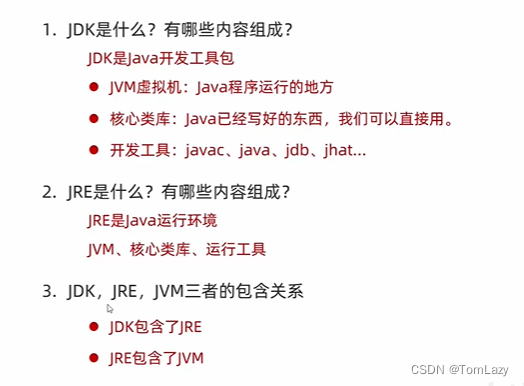 1. JDK是什么？有哪些内容组成？
JDK是Java开发工具包
● JVM虚拟机：Java程序运行的地方
● 核心类库：Java已经写好的东西，我们可以直接用。
● 开发工具：javac、java、jdb、jhat...
2. JRE是什么？有哪些内容组成？
JRE是Java运行环境
JVM、核心类库、运行工具
3. JDK，JRE，JVM三者的包含关系
● JDK包含了JRE
● JRE包含了JVM
CSDN @TomLazy